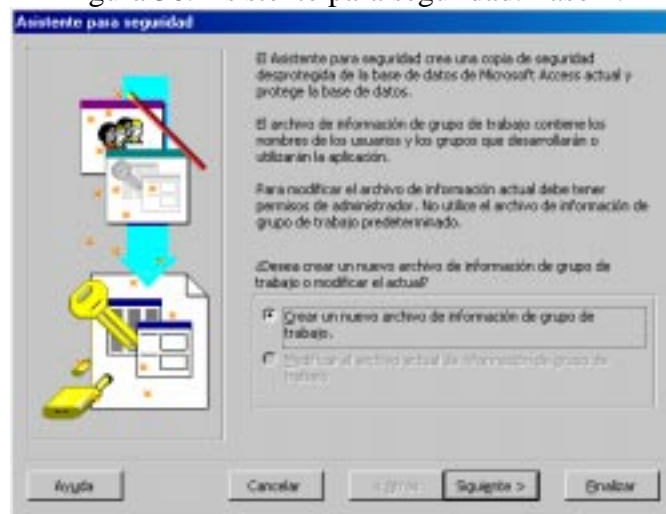 Asistente para seguridad
El Asistente para seguridad crea una copia de seguridad
desprotegida de la base de datos de Microsoft Access actual y
protege la base de datos.
El archivo de información de grupo de trabajo contiene los
nombres de los usuarios y los grupos que desarrollarán o
utilizarán la aplicación.
Para modificar el archivo de información actual debe tener
permisos de administrador. No utilice el archivo de información de
grupo de trabajo predeterminado.
¿Desea crear un nuevo archivo de información de grupo de
trabajo o modificar el actual?
Crear un nuevo archivo de información de grupo de
trabajo.
Modificar el archivo actual de información de grupo de
trabajo
Ayuda
Cancelar
< Atrás
Siguiente >
Finalizar